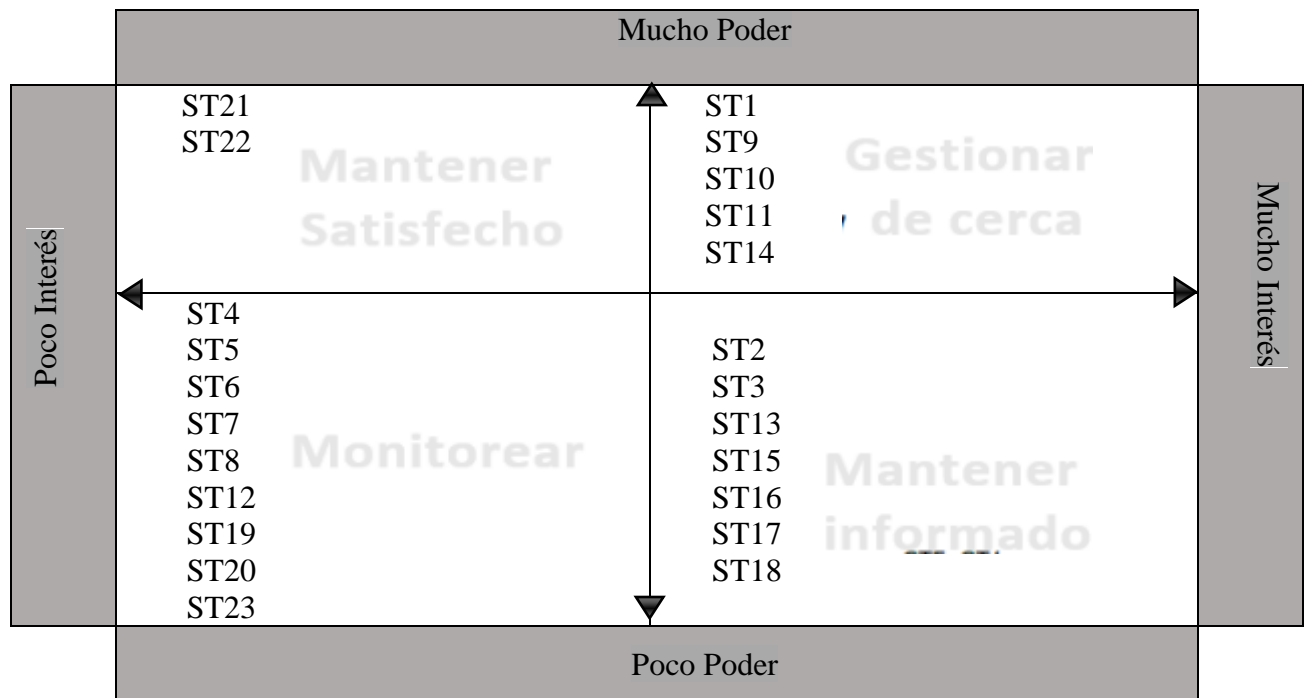 Mucho Poder
Poco Interés
ST21
ST22
Mantener
Satisfecho
ST1
ST9
ST10
ST11
ST14
Gestionar
de cerca
Mucho Interés
ST4
ST5
ST6
ST7
ST8
ST12
ST19
ST20
ST23
Monitorear
ST2
ST3
ST13
ST15
ST16
ST17
ST18
Mantener
informado
Poco Poder